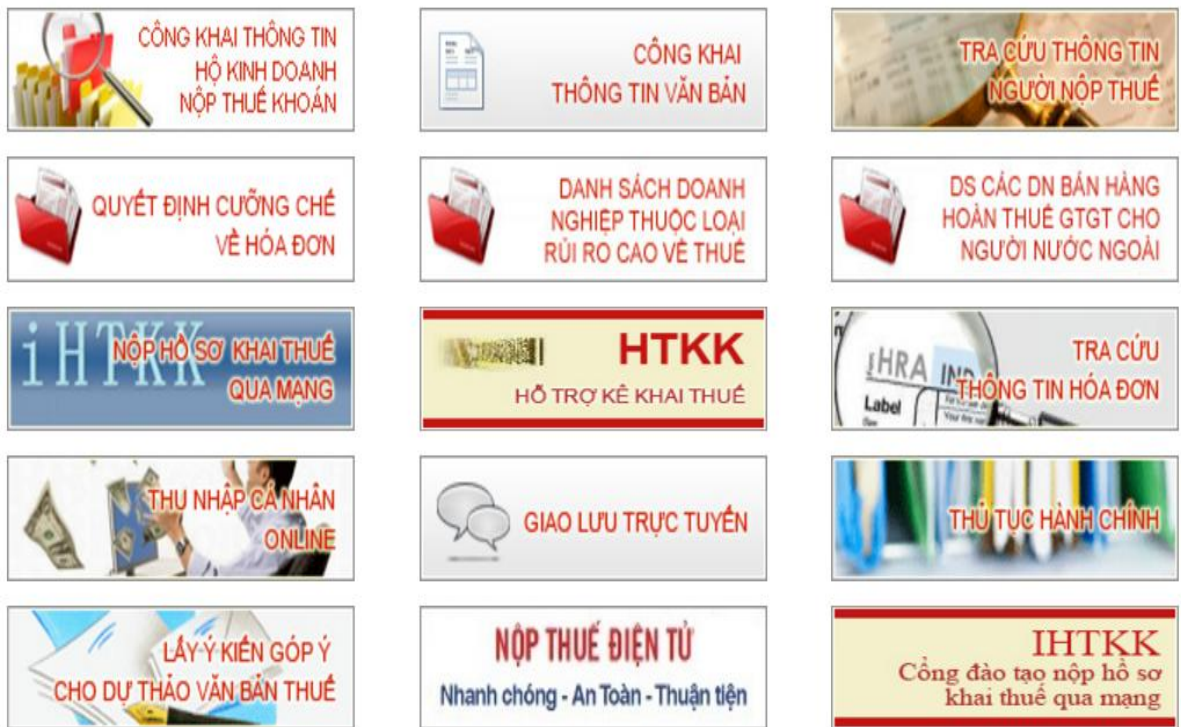 CÔNG KHAI THÔNG TIN
HỘ KINH DOANH
NỘP THUẾ KHOÁN
CÔNG KHAI
THÔNG TIN VĂN BẢN
TRA CỨU THÔNG TIN
NGƯỜI NỘP THUẾ
QUYẾT ĐỊNH CƯỠNG CHẾ
VỀ HÓA ĐƠN
DANH SÁCH DOANH
NGHIỆP THUỘC LOẠI
RỦI RO CAO VỀ THUẾ
DS CÁC DN BÁN HÀNG
HOÀN THUẾ GTGT CHO
NGƯỜI NƯỚC NGOÀI
iHTKK
NỘP HỒ SƠ KHAI THUẾ
QUA MẠNG
HTKK
HỖ TRỢ KÊ KHAI THUẾ
HRA IND
Label
TRA CỨU
THÔNG TIN HÓA ĐƠN
THU NHẬP CÁ NHÂN
ONLINE
GIAO LƯU TRỰC TUYẾN
THỦ TỤC HÀNH CHÍNH
LẤY Ý KIẾN GÓP Ý
CHO DỰ THẢO VĂN BẢN THUẾ
NỘP THUẾ ĐIỆN TỬ
Nhanh chóng - An Toàn - Thuận tiện
IHTKK
Cổng đào tạo nộp hồ sơ
khai thuế qua mạng